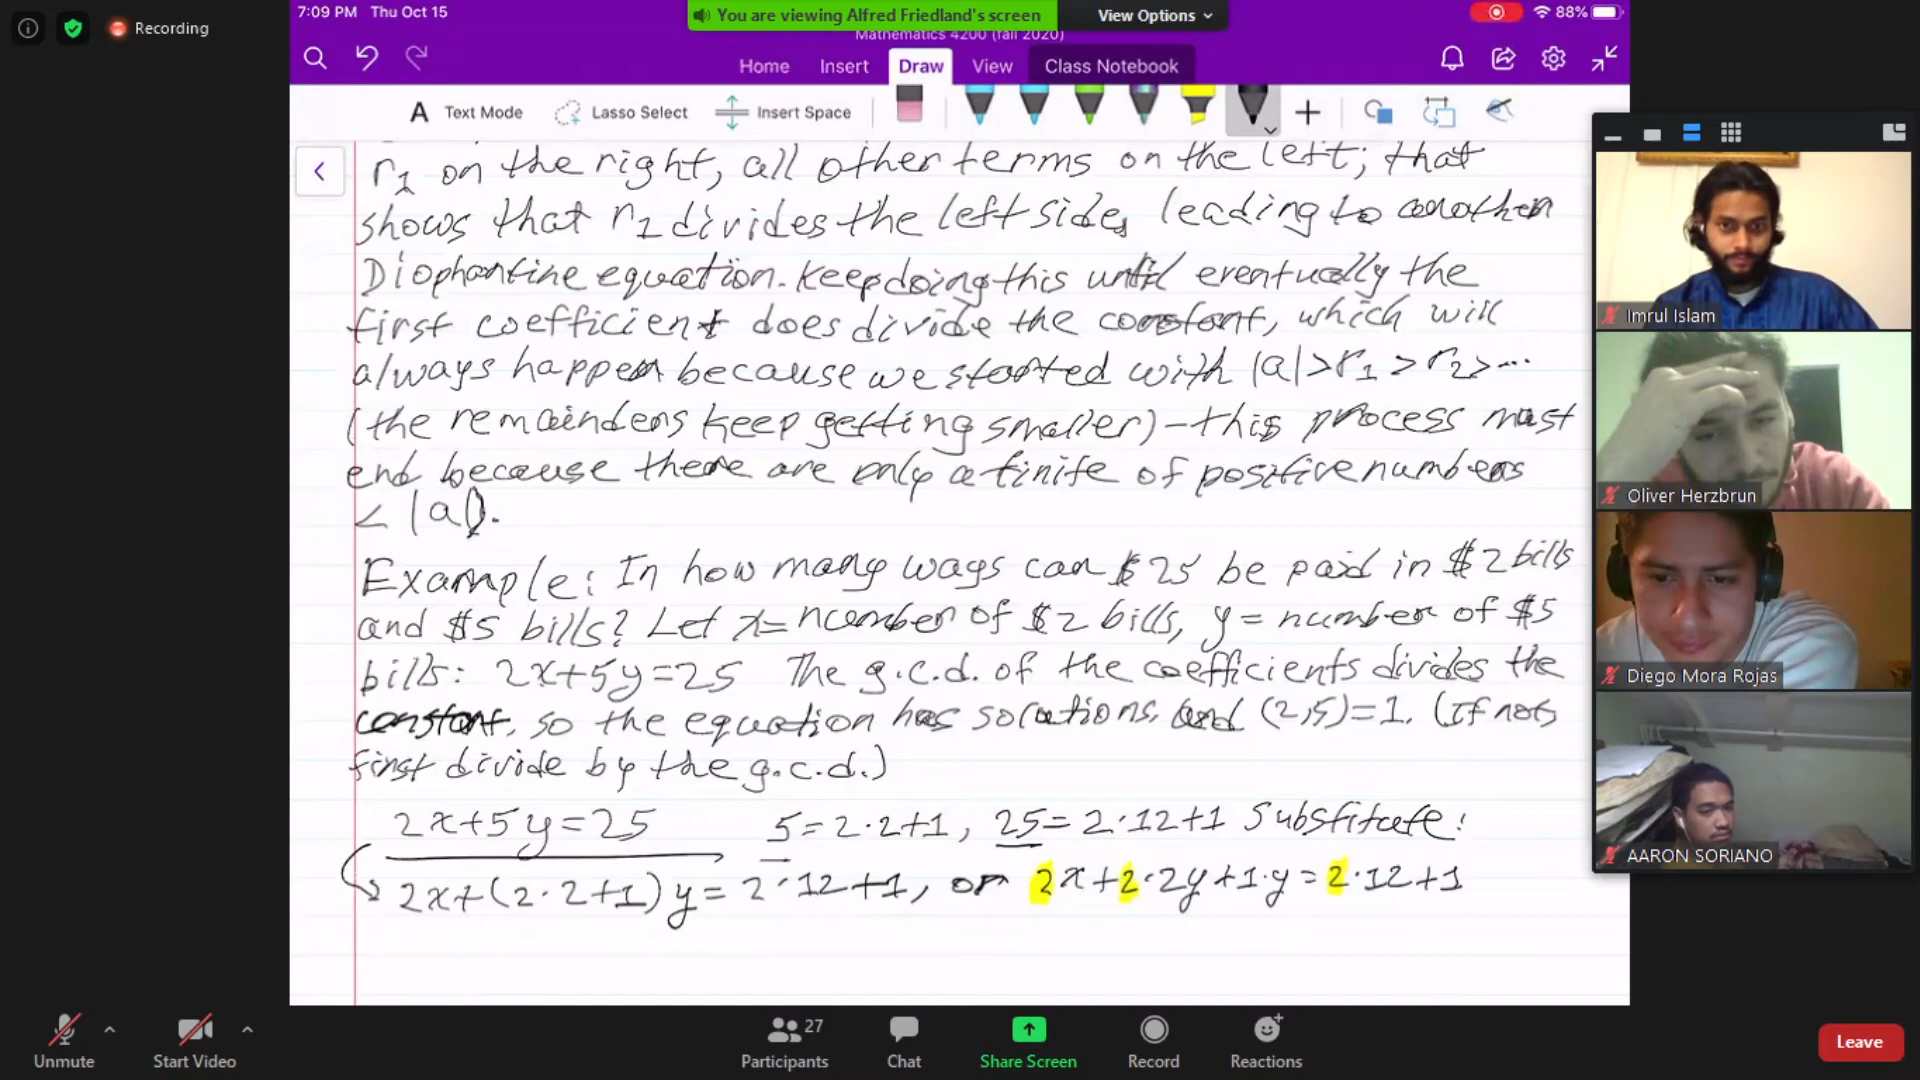 7:09 PM Thu Oct 15
You are viewing Alfred Friedland's screen
View Options
88%
Recording
Mathematics 4200 (fall 2020)
Home Insert Draw View Class Notebook
A Text Mode Lasso Select Insert Space
r₁ on the right, all other terms on the left; that
shows that r₁ divides the left side, leading to another
Diophantine equation. Keep doing this until eventually the
first coefficient does divide the constant, which will
always happen because we started with |a|>r₁>r₂>...
(the remainders keep getting smaller) – this process must
end because there are only a finite of positive numbers
< |a|).
Example: In how many ways can $25 be paid in $2 bills
and $5 bills? Let x= number of $2 bills, y = number of $5
bills: 2x+5y=25 The g.c.d. of the coefficients divides the
constant, so the equation has solutions, and (2,5)=1. (If not,
first divide by the g.c.d.)
2x+5y=25 5=2·2+1, 25=2·12+1 Substitute:
2x+(2·2+1)y=2·12+1, or 2x+2·2y+1·y=2·12+1
Imrul Islam
Oliver Herzbrun
Diego Mora Rojas
AARON SORIANO
Unmute
Start Video
27
Participants
Chat
Share Screen
Record
Reactions
Leave